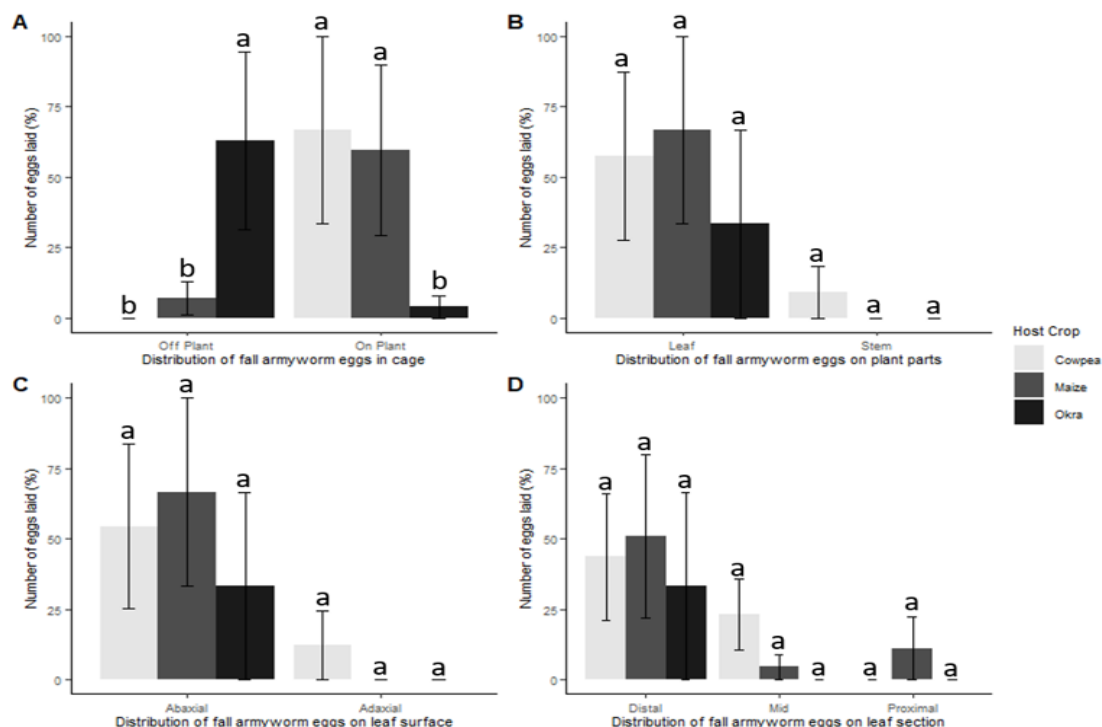 A
Number of eggs laid (%)
100
75
50
25
0
b
b
a
a
a
b
Off Plant
On Plant
Distribution of fall armyworm eggs in cage
B
Number of eggs laid (%)
100
75
50
25
0
a
a
a
a
a
a
Leaf
Stem
Distribution of fall armyworm eggs on plant parts
Host Crop
Cowpea
Maize
Okra
C
Number of eggs laid (%)
100
75
50
25
0
a
a
a
a
a
a
Abaxial
Adaxial
Distribution of fall armyworm eggs on leaf surface
D
Number of eggs laid (%)
100
75
50
25
0
a
a
a
a
a
a
a
a
a
Distal
Mid
Proximal
Distribution of fall armyworm eggs on leaf section